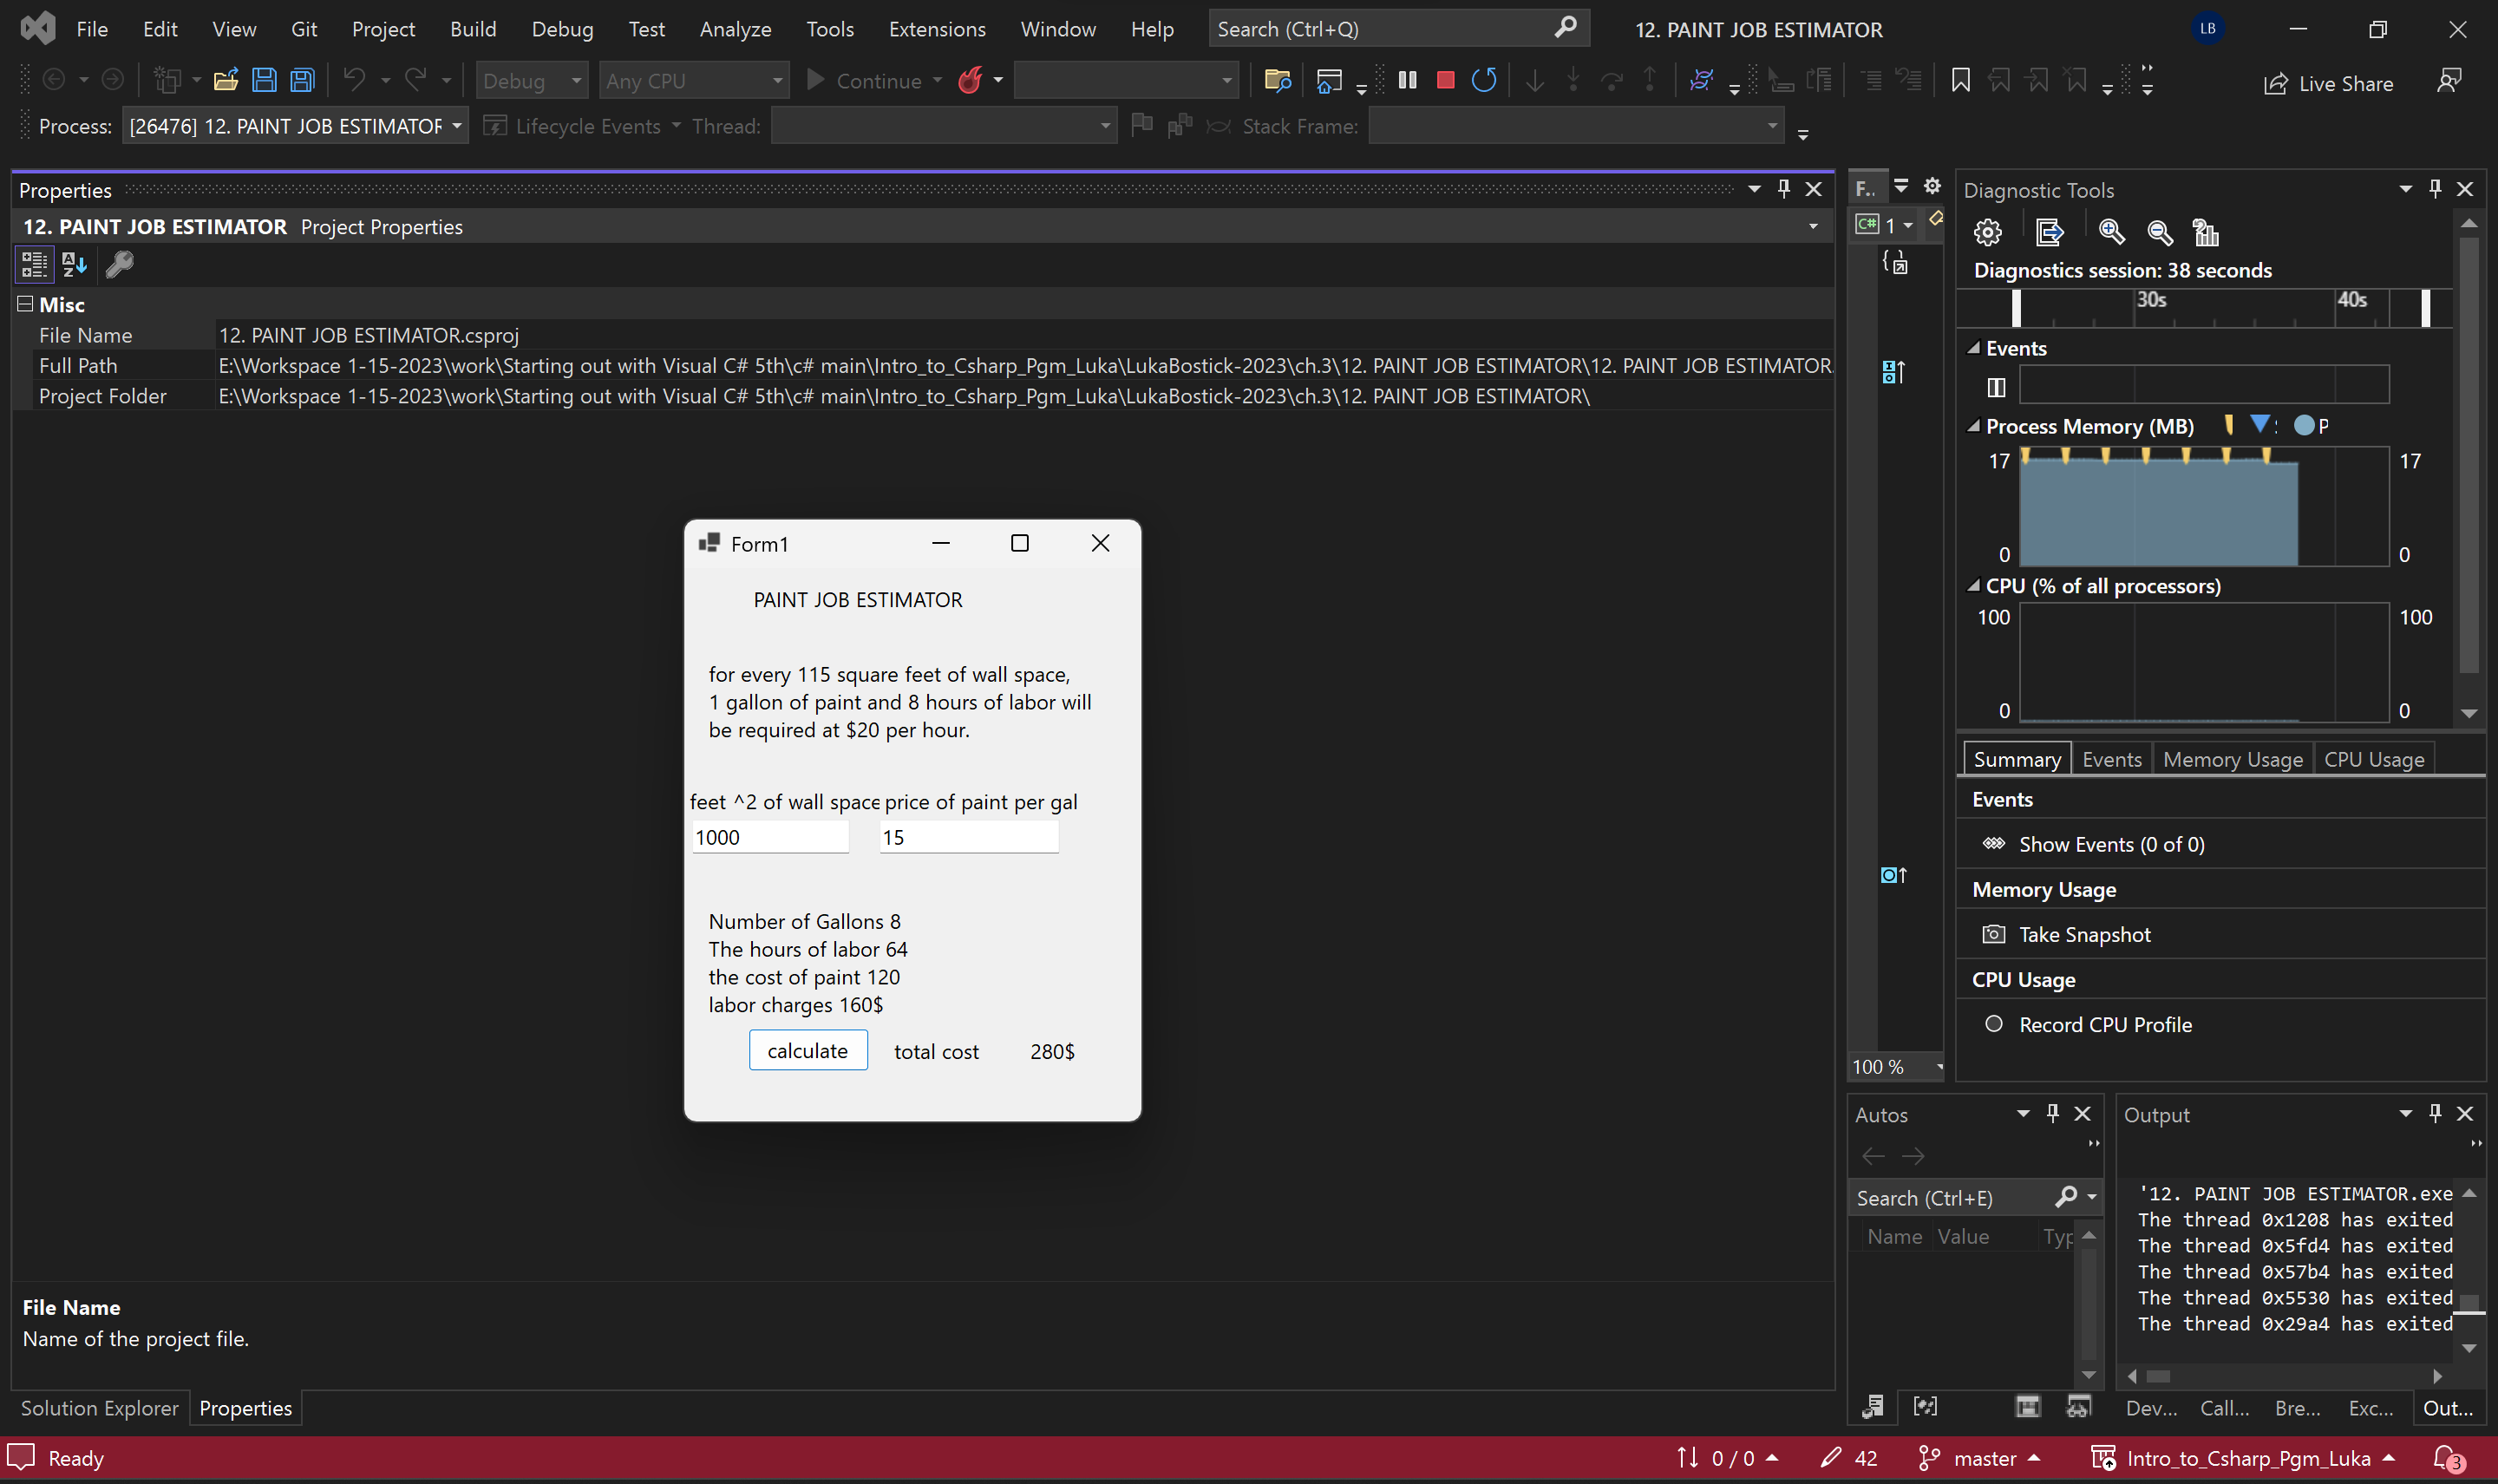 File Edit View Git Project Build Debug Test Analyze Tools Extensions Window Help Search (Ctrl+Q) 12. PAINT JOB ESTIMATOR LB
Debug Any CPU Continue Live Share
Process: [26476] 12. PAINT JOB ESTIMATOR Lifecycle Events Thread: Stack Frame:
Properties
12. PAINT JOB ESTIMATOR Project Properties
Misc
File Name 12. PAINT JOB ESTIMATOR.csproj
Full Path E:\Workspace 1-15-2023\work\Starting out with Visual C# 5th\c# main\Intro_to_Csharp_Pgm_Luka\LukaBostick-2023\ch.3\12. PAINT JOB ESTIMATOR\12. PAINT JOB ESTIMATOR.
Project Folder E:\Workspace 1-15-2023\work\Starting out with Visual C# 5th\c# main\Intro_to_Csharp_Pgm_Luka\LukaBostick-2023\ch.3\12. PAINT JOB ESTIMATOR\
Form1
PAINT JOB ESTIMATOR
for every 115 square feet of wall space,
1 gallon of paint and 8 hours of labor will
be required at $20 per hour.
feet ^2 of wall space price of paint per gal
1000 15
Number of Gallons 8
The hours of labor 64
the cost of paint 120
labor charges 160$
calculate total cost 280$
File Name
Name of the project file.
Solution Explorer Properties
F..
C# 1
100 %
Diagnostic Tools
Diagnostics session: 38 seconds
30s 40s
Events
Process Memory (MB) P
17 17
0 0
CPU (% of all processors)
100 100
0 0
Summary Events Memory Usage CPU Usage
Events
Show Events (0 of 0)
Memory Usage
Take Snapshot
CPU Usage
Record CPU Profile
Autos
Search (Ctrl+E)
Name Value Typ
Output
'12. PAINT JOB ESTIMATOR.exe
The thread 0x1208 has exited
The thread 0x5fd4 has exited
The thread 0x57b4 has exited
The thread 0x5530 has exited
The thread 0x29a4 has exited
Dev... Call... Bre... Exc... Out...
Ready 0 / 0 42 master Intro_to_Csharp_Pgm_Luka 3